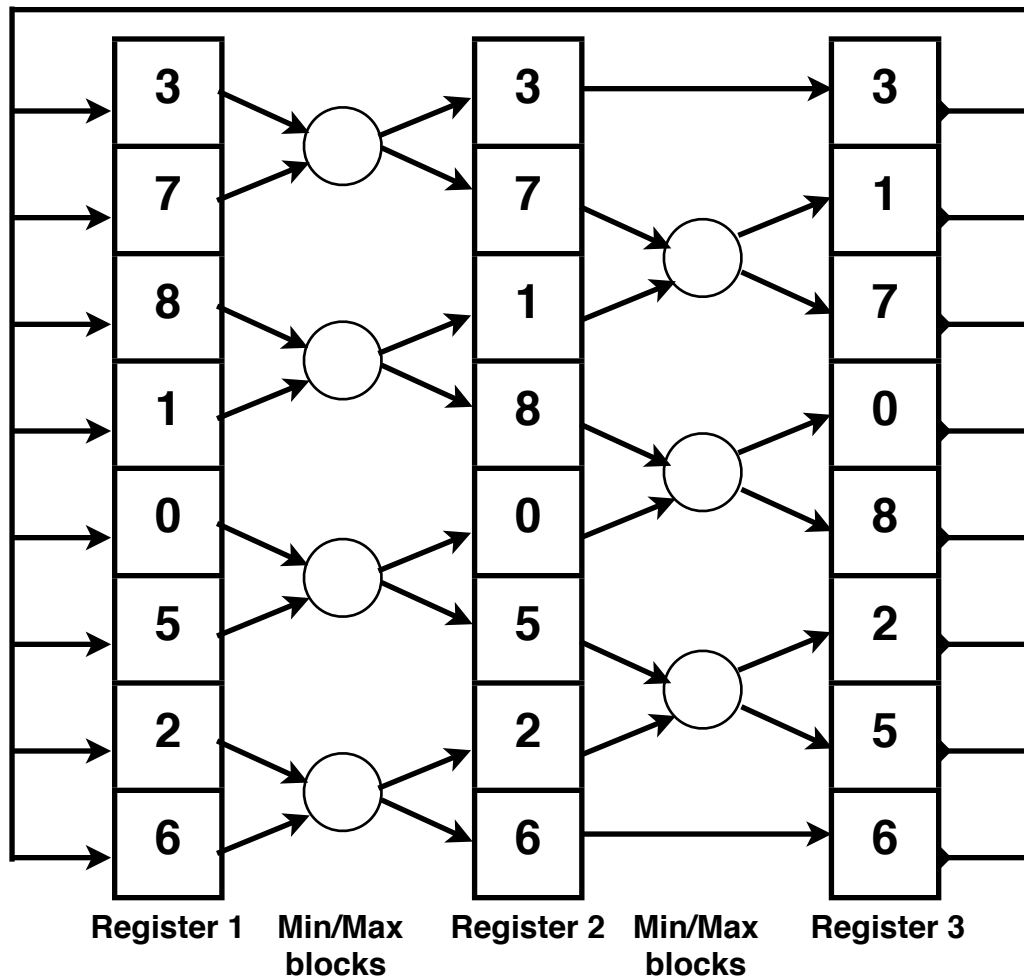 3 3 3
7 7 1
8 1 7
1 8 0
0 0 8
5 5 2
2 2 5
6 6 6
Register 1 Min/Max Register 2 Min/Max Register 3
blocks blocks